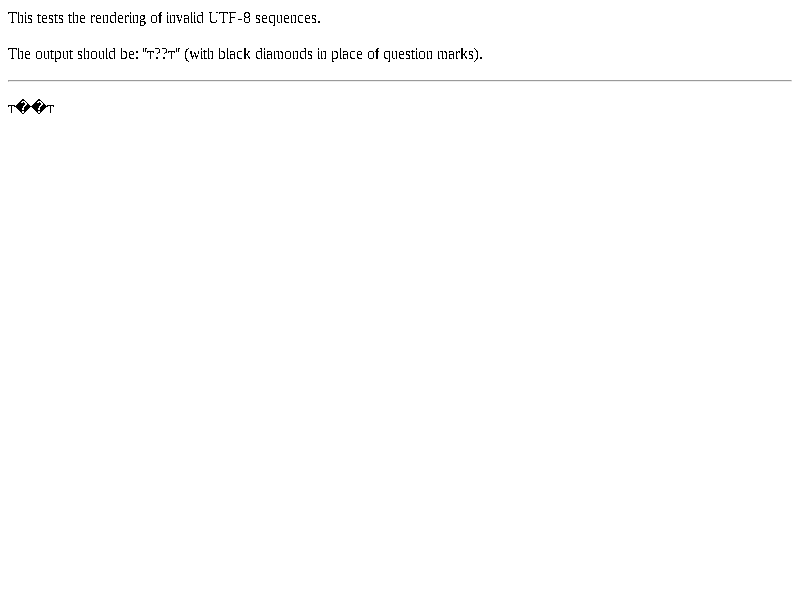 This tests the rendering of invalid UTF-8 sequences.
The output should be: "т??т" (with black diamonds in place of question marks).
т��т